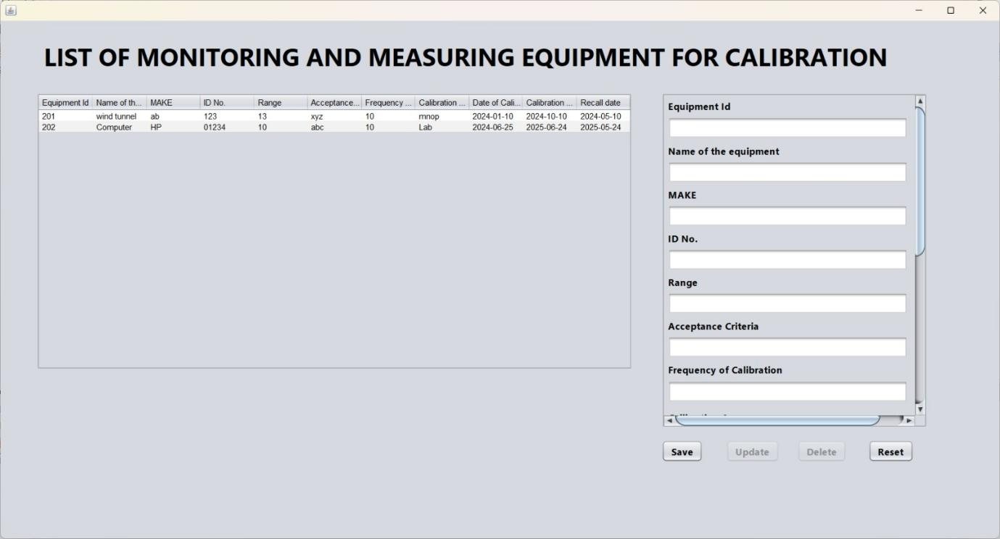 LIST OF MONITORING AND MEASURING EQUIPMENT FOR CALIBRATION
Equipment Id Name of th... MAKE ID No. Range Acceptance... Frequency ... Calibration ... Date of Cali... Calibration ... Recall date
201 wind tunnel ab 123 13 xyz 10 mnop 2024-01-10 2024-10-10 2024-05-10
202 Computer HP 01234 10 abc 10 Lab 2024-06-25 2025-06-24 2025-05-24
Equipment Id
Name of the equipment
MAKE
ID No.
Range
Acceptance Criteria
Frequency of Calibration
Save Update Delete Reset